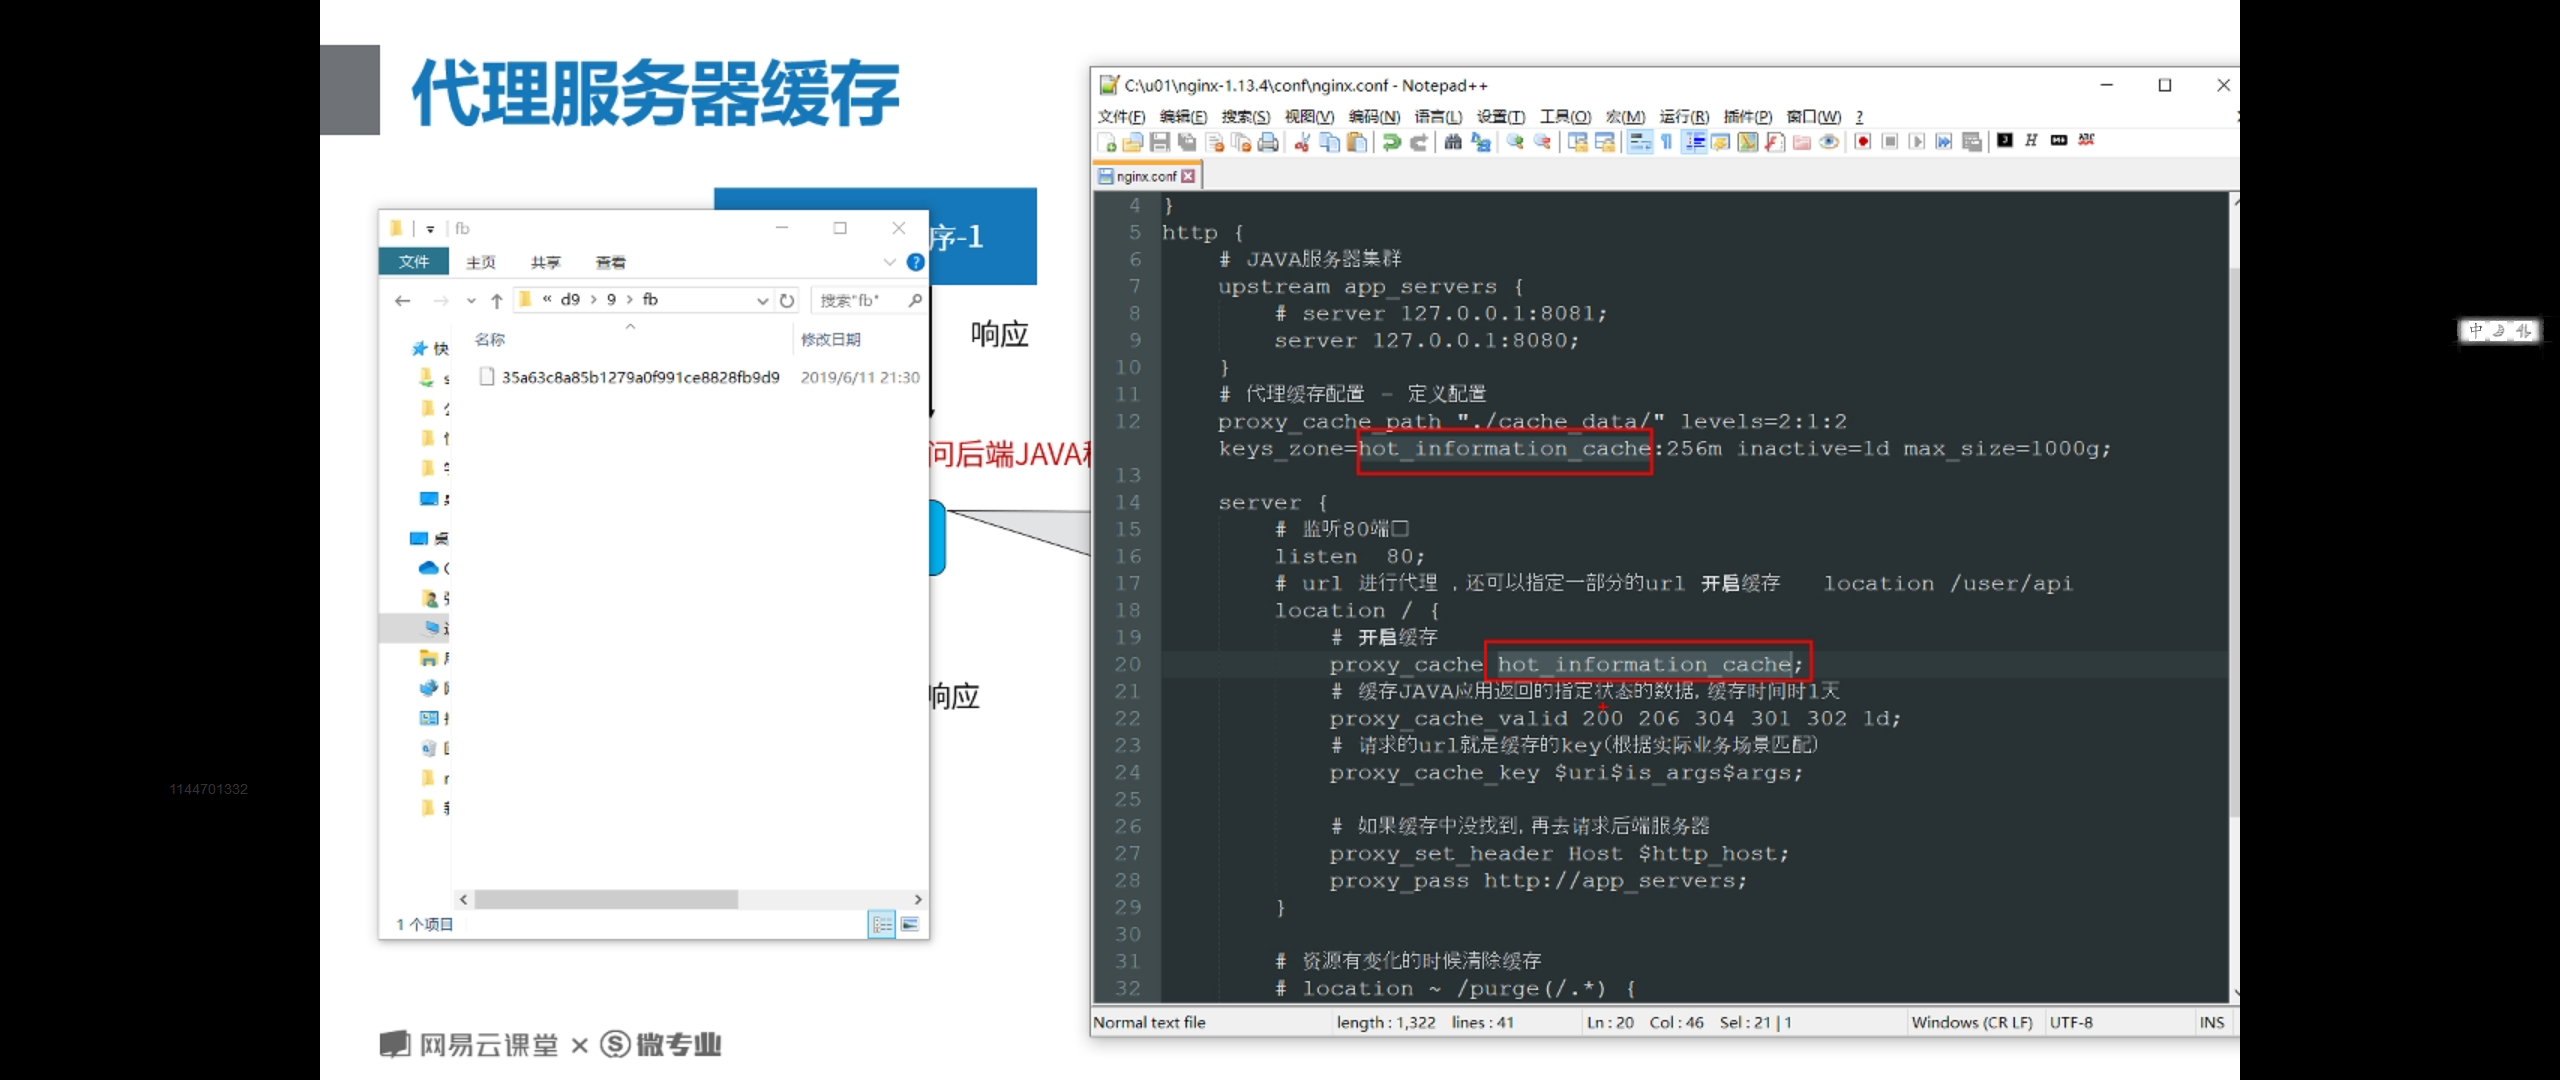 代理服务器缓存
序-1
响应
问后端JAVA
响应
fb
文件 主页 共享 查看
« d9 › 9 › fb
搜索"fb"
名称 修改日期
快
35a63c8a85b1279a0f991ce8828fb9d9 2019/6/11 21:30
1 个项目
C:\u01\nginx-1.13.4\conf\nginx.conf - Notepad++
文件(F) 编辑(E) 搜索(S) 视图(V) 编码(N) 语言(L) 设置(T) 工具(O) 宏(M) 运行(R) 插件(P) 窗口(W) ?
nginx.conf
4 }
5 http {
6 # JAVA服务器集群
7 upstream app_servers {
8 # server 127.0.0.1:8081;
9 server 127.0.0.1:8080;
10 }
11 # 代理缓存配置 - 定义配置
12 proxy_cache_path "./cache_data/" levels=2:1:2
keys_zone=hot_information_cache:256m inactive=1d max_size=1000g;
13
14 server {
15 # 监听80端口
16 listen 80;
17 # url 进行代理 ，还可以指定一部分的url 开启缓存 location /user/api
18 location / {
19 # 开启缓存
20 proxy_cache hot_information_cache;
21 # 缓存JAVA应用返回的指定状态的数据, 缓存时间时1天
22 proxy_cache_valid 200 206 304 301 302 1d;
23 # 请求的url就是缓存的key(根据实际业务场景匹配)
24 proxy_cache_key $uri$is_args$args;
25
26 # 如果缓存中没找到, 再去请求后端服务器
27 proxy_set_header Host $http_host;
28 proxy_pass http://app_servers;
29 }
30
31 # 资源有变化的时候清除缓存
32 # location ~ /purge(/.*) {
Normal text file length : 1,322 lines : 41 Ln : 20 Col : 46 Sel : 21 | 1 Windows (CR LF) UTF-8 INS
网易云课堂 × 微专业
1144701332
中